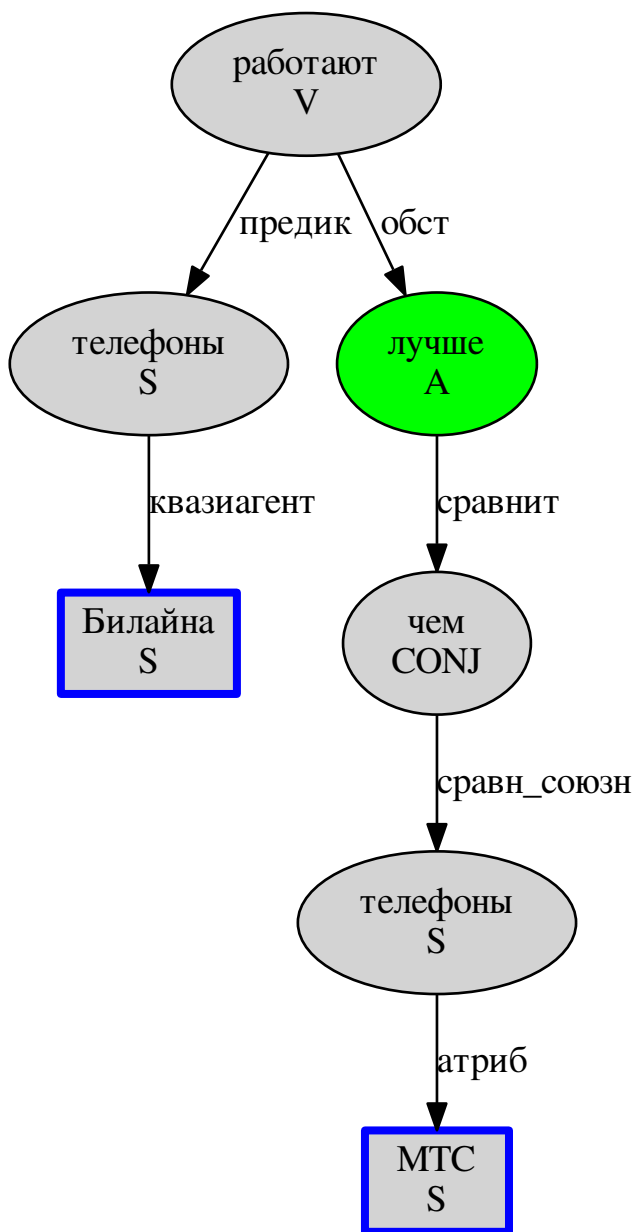 работают
V
предик
обст
телефоны
S
лучше
A
квазиагент
сравнит
Билайна
S
чем
CONJ
сравн_союзн
телефоны
S
атриб
МТС
S